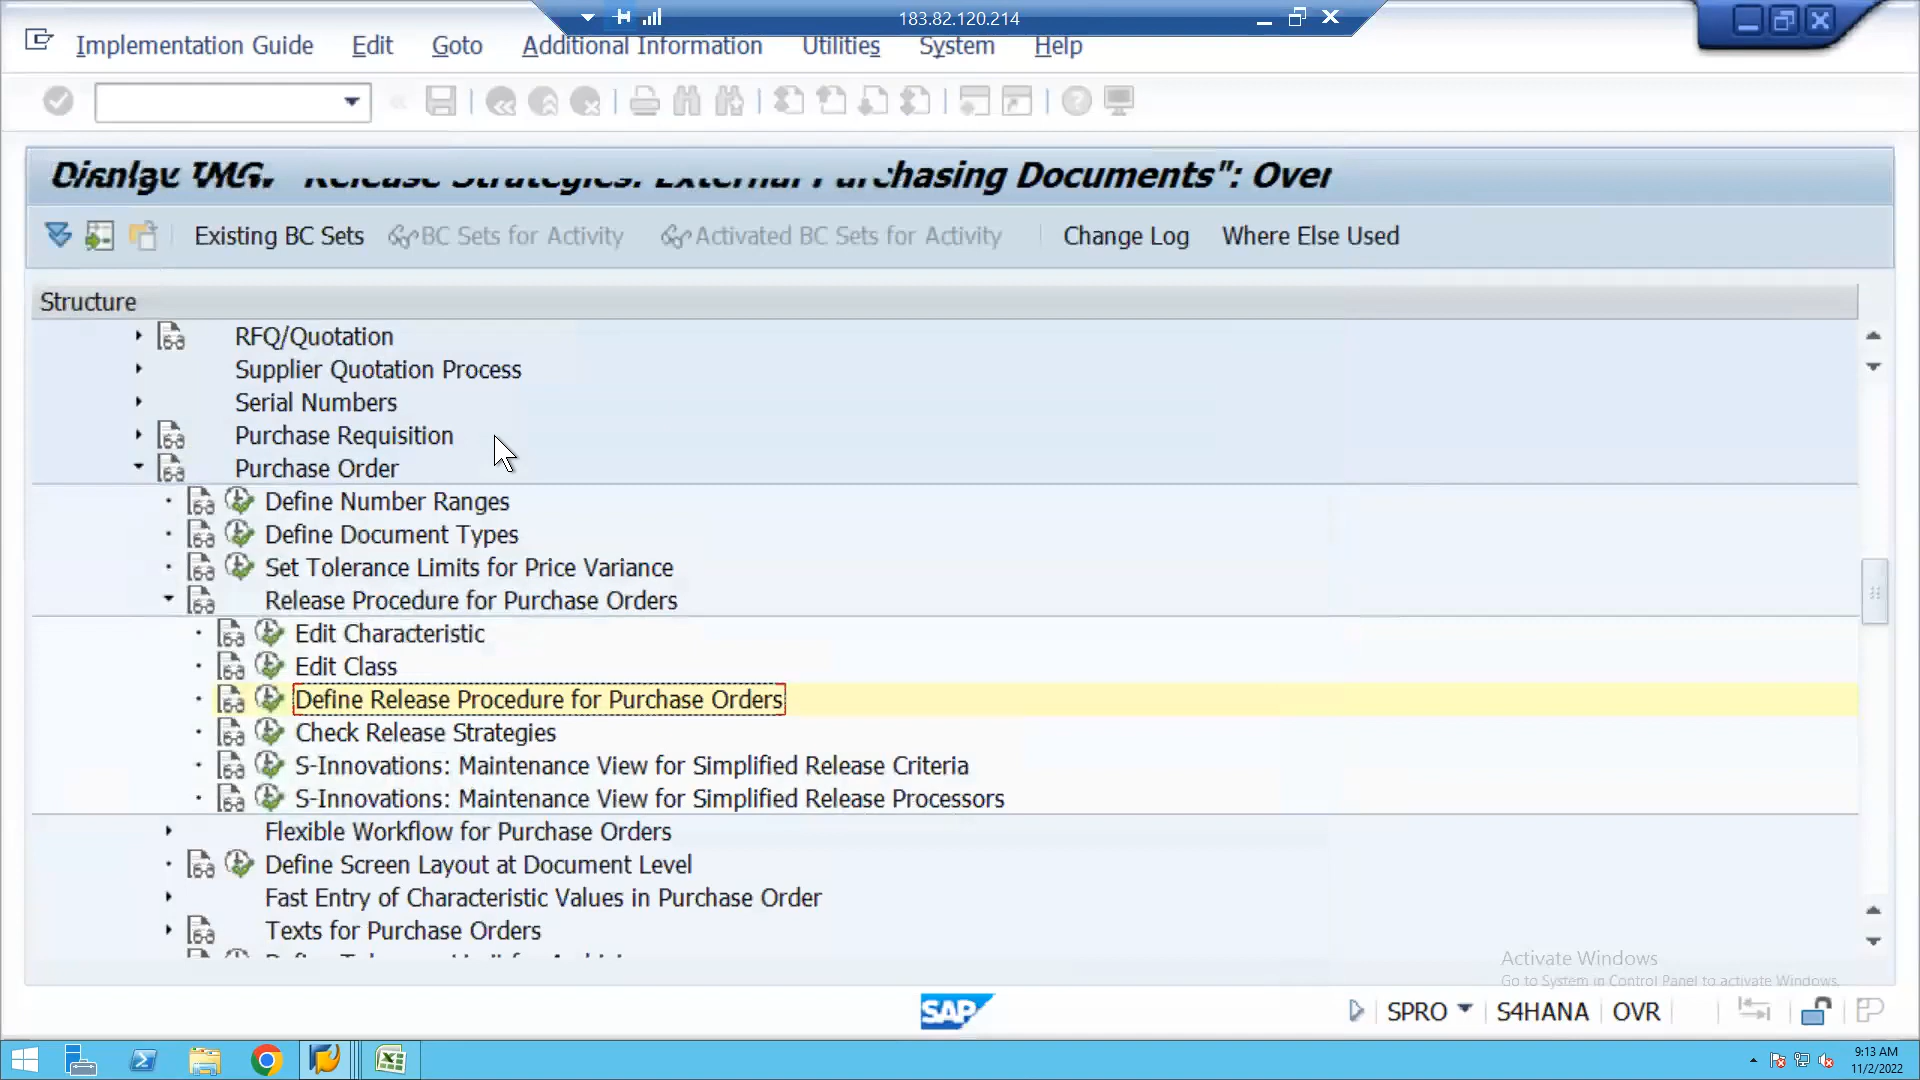 183.82.120.214
Implementation Guide Edit Goto Additional Information Utilities System Help
chasing Documents": Over
Existing BC Sets BC Sets for Activity Activated BC Sets for Activity Change Log Where Else Used
Structure
RFQ/Quotation
Supplier Quotation Process
Serial Numbers
Purchase Requisition
Purchase Order
Define Number Ranges
Define Document Types
Set Tolerance Limits for Price Variance
Release Procedure for Purchase Orders
Edit Characteristic
Edit Class
Define Release Procedure for Purchase Orders
Check Release Strategies
S-Innovations: Maintenance View for Simplified Release Criteria
S-Innovations: Maintenance View for Simplified Release Processors
Flexible Workflow for Purchase Orders
Define Screen Layout at Document Level
Fast Entry of Characteristic Values in Purchase Order
Texts for Purchase Orders
Activate Windows
Go to System in Control Panel to activate Windows.
SAP SPRO S4HANA OVR
9:13 AM
11/2/2022